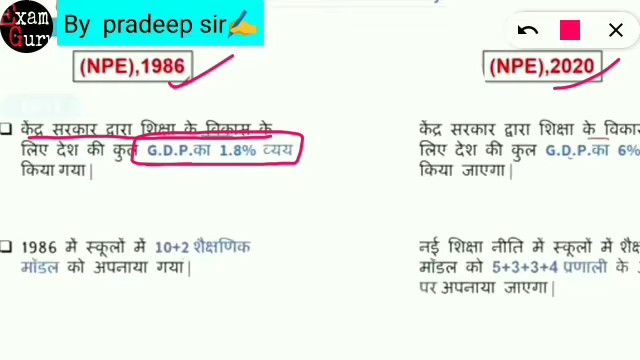 Exam
Guru
By pradeep sir✍
(NPE),1986
(NPE),2020
❑ केंद्र सरकार द्वारा शिक्षा के विकास के
लिए देश की कुल G.D.P.का 1.8% व्यय
किया गया|
केंद्र सरकार द्वारा शिक्षा के विकास
लिए देश की कुल G.D.P.का 6%
किया जाएगा|
❑ 1986 में स्कूलों में 10+2 शैक्षणिक
मॉडल को अपनाया गया|
नई शिक्षा नीति में स्कूलों में
मॉडल को 5+3+3+4 प्रणाली के
पर अपनाया जाएगा|